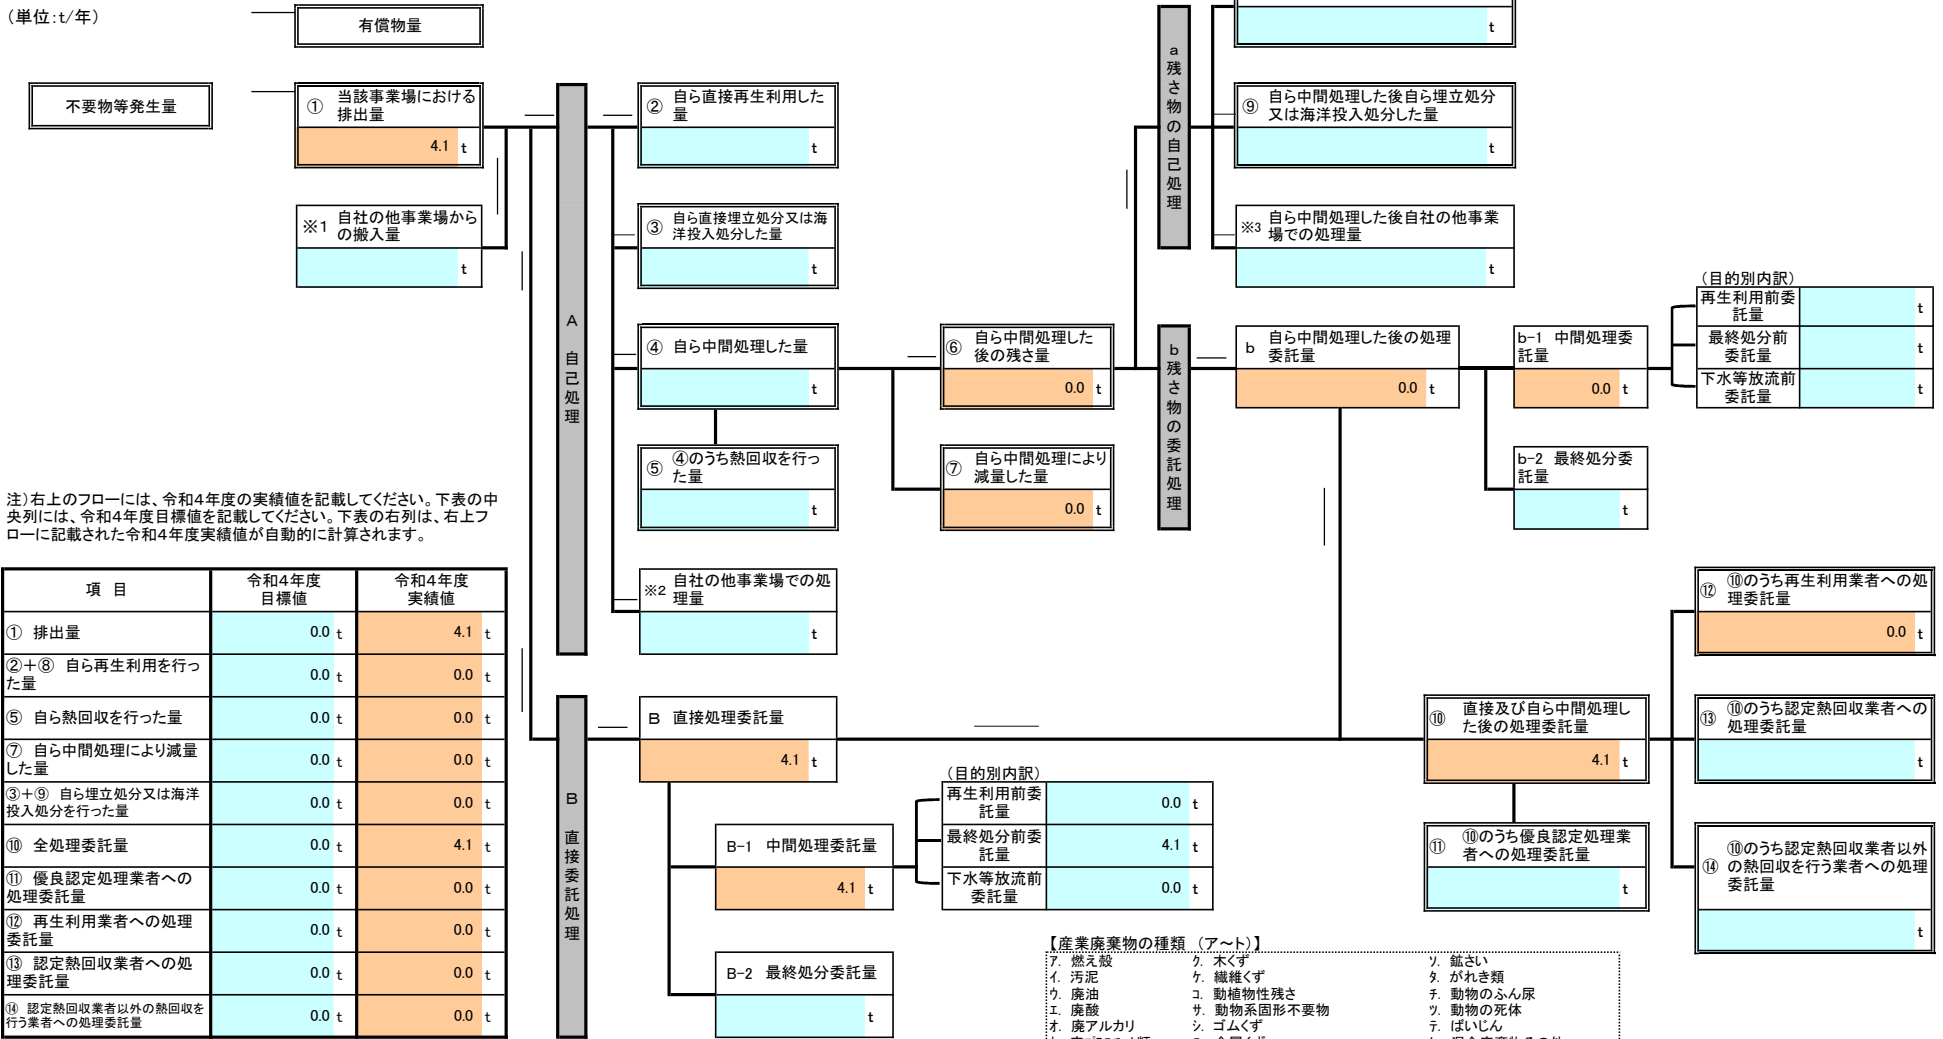 (単位:t/年)
有償物量
t
不要物等発生量
① 当該事業場における
排出量
4.1 t
※1 自社の他事業場から
の搬入量
t
A 自己処理
② 自ら直接再生利用した
量
t
③ 自ら直接埋立処分又は海
洋投入処分した量
t
④ 自ら中間処理した量
t
⑤ ④のうち熱回収を行っ
た量
t
※2 自社の他事業場での処
理量
t
⑥ 自ら中間処理した
後の残さ量
0.0 t
⑦ 自ら中間処理により
減量した量
0.0 t
a 残さ物の自己処理
⑨ 自ら中間処理した後自ら埋立処分
又は海洋投入処分した量
t
※3 自ら中間処理した後自社の他事業
場での処理量
t
b 残さ物の委託処理
b 自ら中間処理した後の処理
委託量
0.0 t
b-1 中間処理委
託量
0.0 t
b-2 最終処分委
託量
t
(目的別内訳)
再生利用前委
託量
t
最終処分前
委託量
t
下水等放流前
委託量
t
注)右上のフローには、令和4年度の実績値を記載してください。下表の中
央列には、令和4年度目標値を記載してください。下表の右列は、右上フ
ローに記載された令和4年度実績値が自動的に計算されます。
項 目 令和4年度
目標値 令和4年度
実績値
① 排出量 0.0 t 4.1 t
②+⑧ 自ら再生利用を行っ
た量 0.0 t 0.0 t
⑤ 自ら熱回収を行った量 0.0 t 0.0 t
⑦ 自ら中間処理により減量
した量 0.0 t 0.0 t
③+⑨ 自ら埋立処分又は海洋
投入処分を行った量 0.0 t 0.0 t
⑩ 全処理委託量 0.0 t 4.1 t
⑪ 優良認定処理業者への
処理委託量 0.0 t 0.0 t
⑫ 再生利用業者への処理
委託量 0.0 t 0.0 t
⑬ 認定熱回収業者への処
理委託量 0.0 t 0.0 t
⑭ 認定熱回収業者以外の熱回収を
行う業者への処理委託量 0.0 t 0.0 t
B 直接委託処理
B 直接処理委託量
4.1 t
B-1 中間処理委託量
4.1 t
B-2 最終処分委託量
t
(目的別内訳)
再生利用前委
託量
0.0 t
最終処分前委
託量
4.1 t
下水等放流前
委託量
0.0 t
⑩ 直接及び自ら中間処理し
た後の処理委託量
4.1 t
⑪ ⑩のうち優良認定処理業
者への処理委託量
t
⑫ ⑩のうち再生利用業者への処
理委託量
0.0 t
⑬ ⑩のうち認定熱回収業者への
処理委託量
t
⑭ ⑩のうち認定熱回収業者以外
の熱回収を行う業者への処理
委託量
t
【産業廃棄物の種類 (ア~ト)】
ア. 燃え殻 ク. 木くず ソ. 鉱さい
イ. 汚泥 ケ. 繊維くず タ. がれき類
ウ. 廃油 コ. 動植物性残さ チ. 動物のふん尿
エ. 廃酸 サ. 動物系固形不要物 ツ. 動物の死体
オ. 廃アルカリ シ. ゴムくず テ. ばいじん